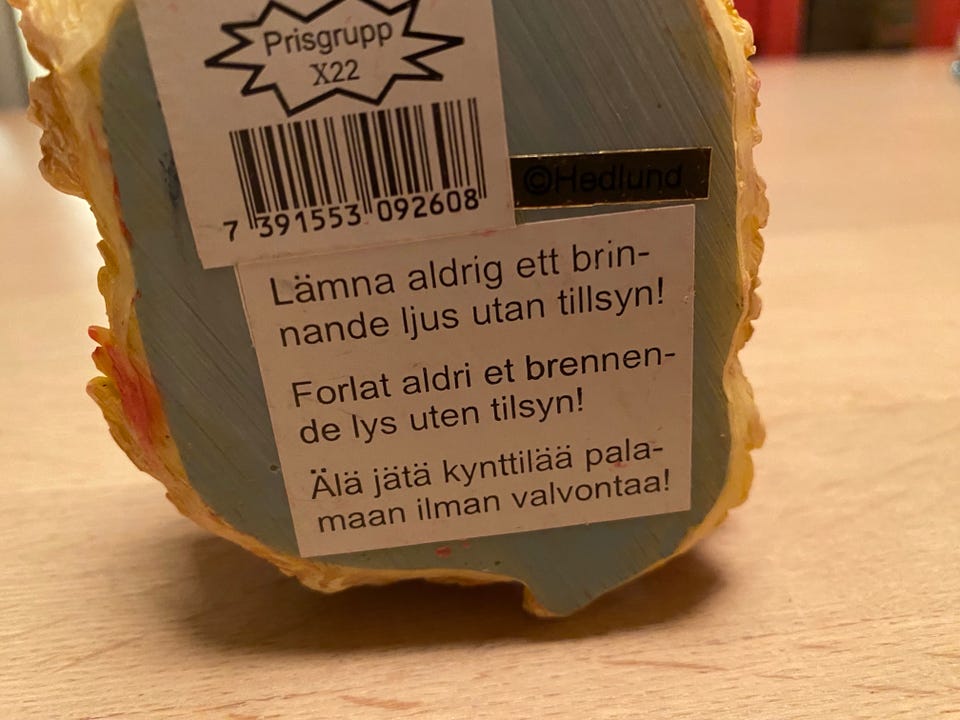 Prisgrupp
X22
7 391553 092608
©Hedlund
Lämna aldrig ett brin-
nande ljus utan tillsyn!
Forlat aldri et brennen-
de lys uten tilsyn!
Älä jätä kynttilää pala-
maan ilman valvontaa!